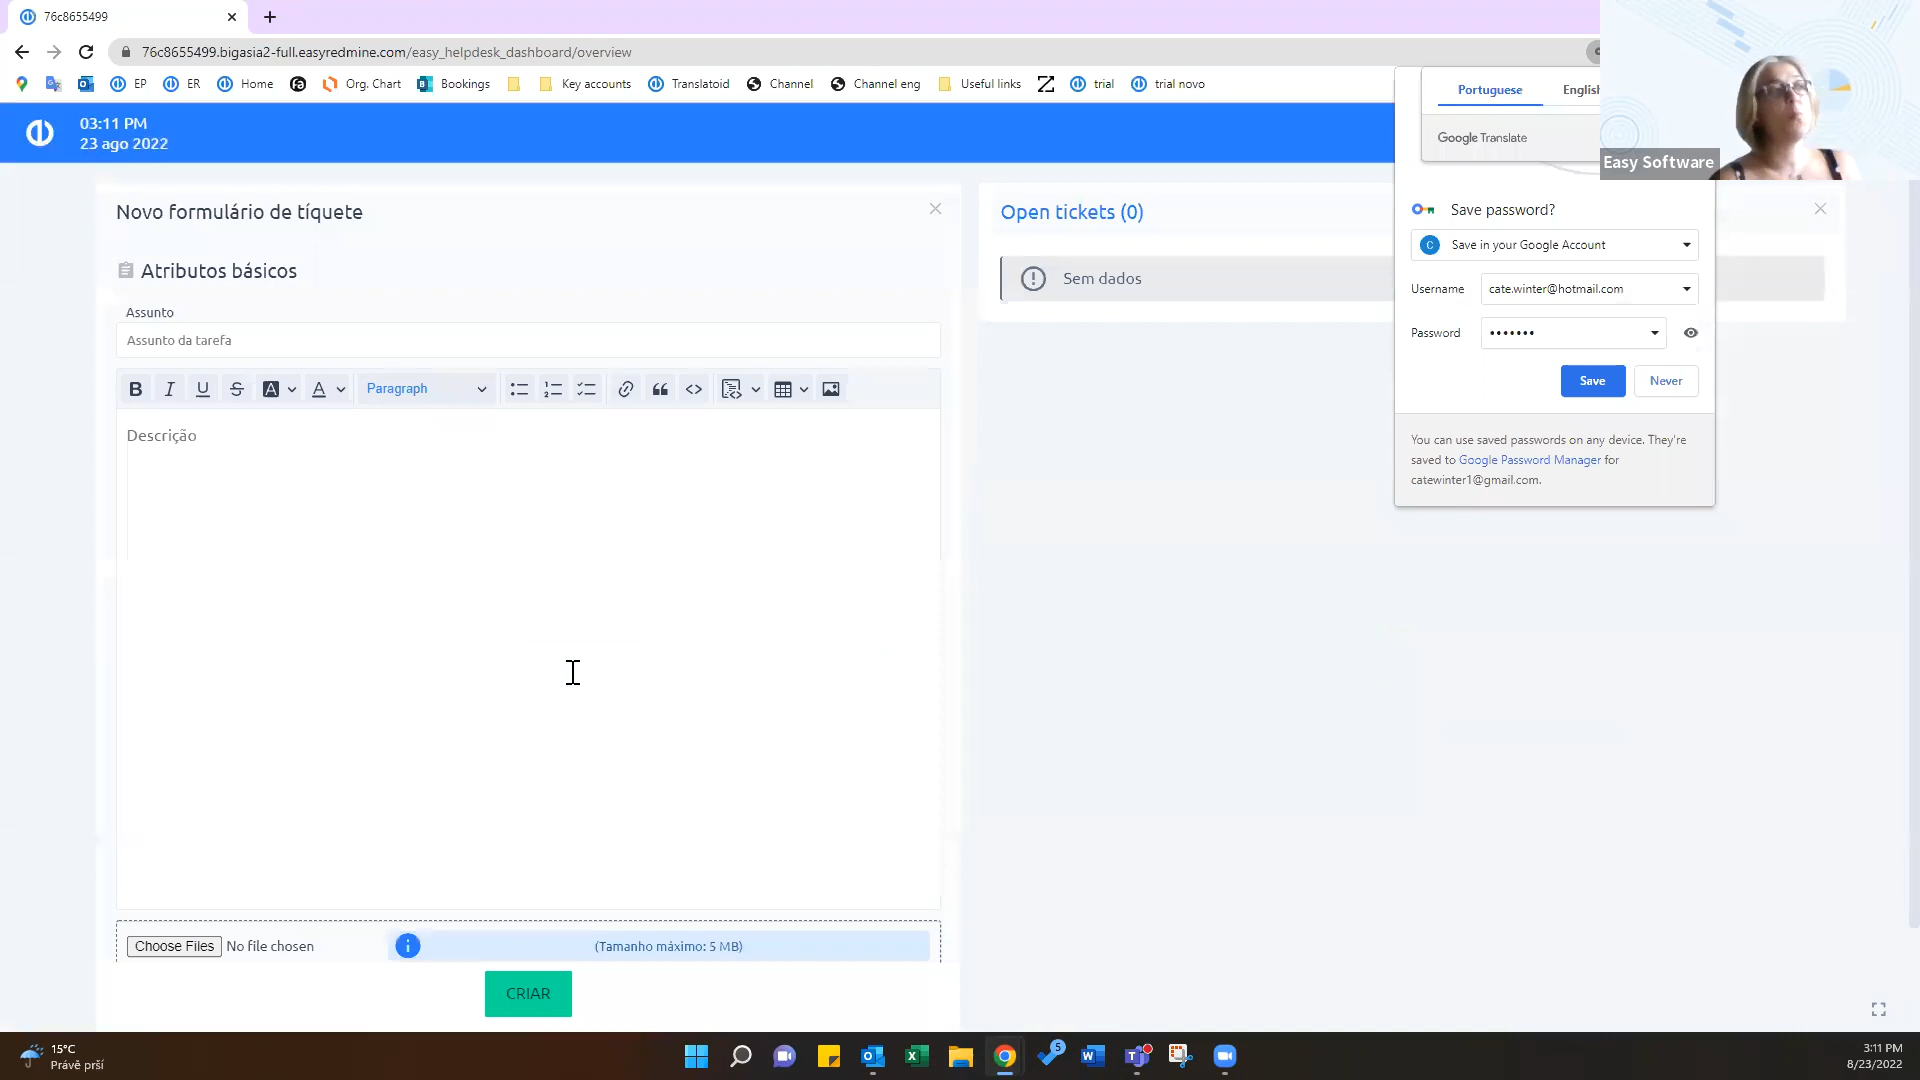 76c8655499
76c8655499.bigasia2-full.easyredmine.com/easy_helpdesk_dashboard/overview
EP
ER
Home
Org. Chart
Bookings
Key accounts
Translatoid
Channel
Channel eng
Useful links
trial
trial novo
03:11 PM
23 ago 2022
Novo formulário de tíquete
Atributos básicos
Assunto
Assunto da tarefa
Paragraph
Descrição
Choose Files No file chosen
(Tamanho máximo: 5 MB)
CRIAR
Open tickets (0)
Sem dados
Portuguese
English
Google Translate
Easy Software
Save password?
Save in your Google Account
Username
cate.winter@hotmail.com
Password
•••••••
Save
Never
You can use saved passwords on any device. They're
saved to Google Password Manager for
catewinter1@gmail.com.
15°C
Právě prší
5
3:11 PM
8/23/2022